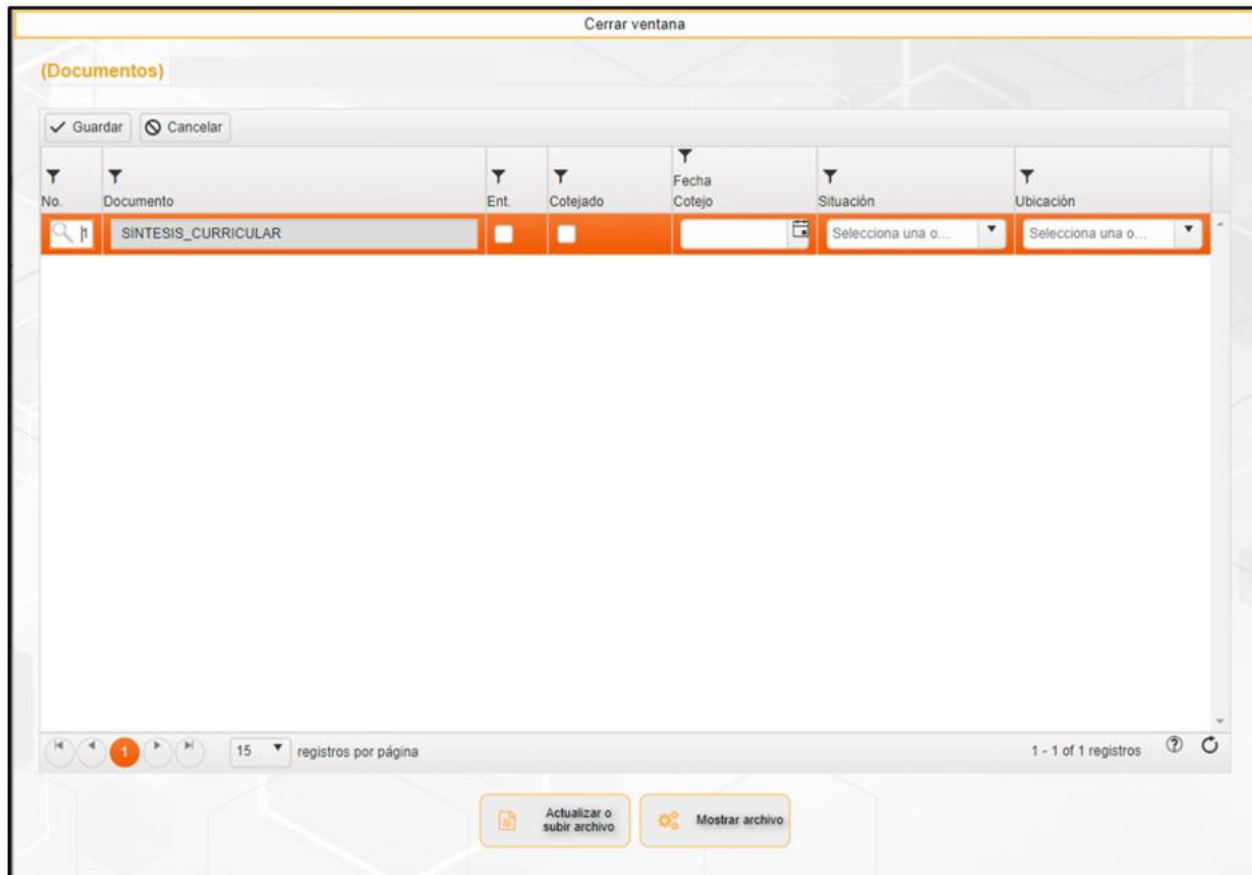 Cerrar ventana
(Documentos)
Guardar Cancelar
No. Documento Ent. Cotejado Fecha Cotejo Situación Ubicación
SINTESIS_CURRICULAR Selecciona una o... Selecciona una o...
1 15 registros por página 1 - 1 of 1 registros
Actualizar o
subir archivo
Mostrar archivo